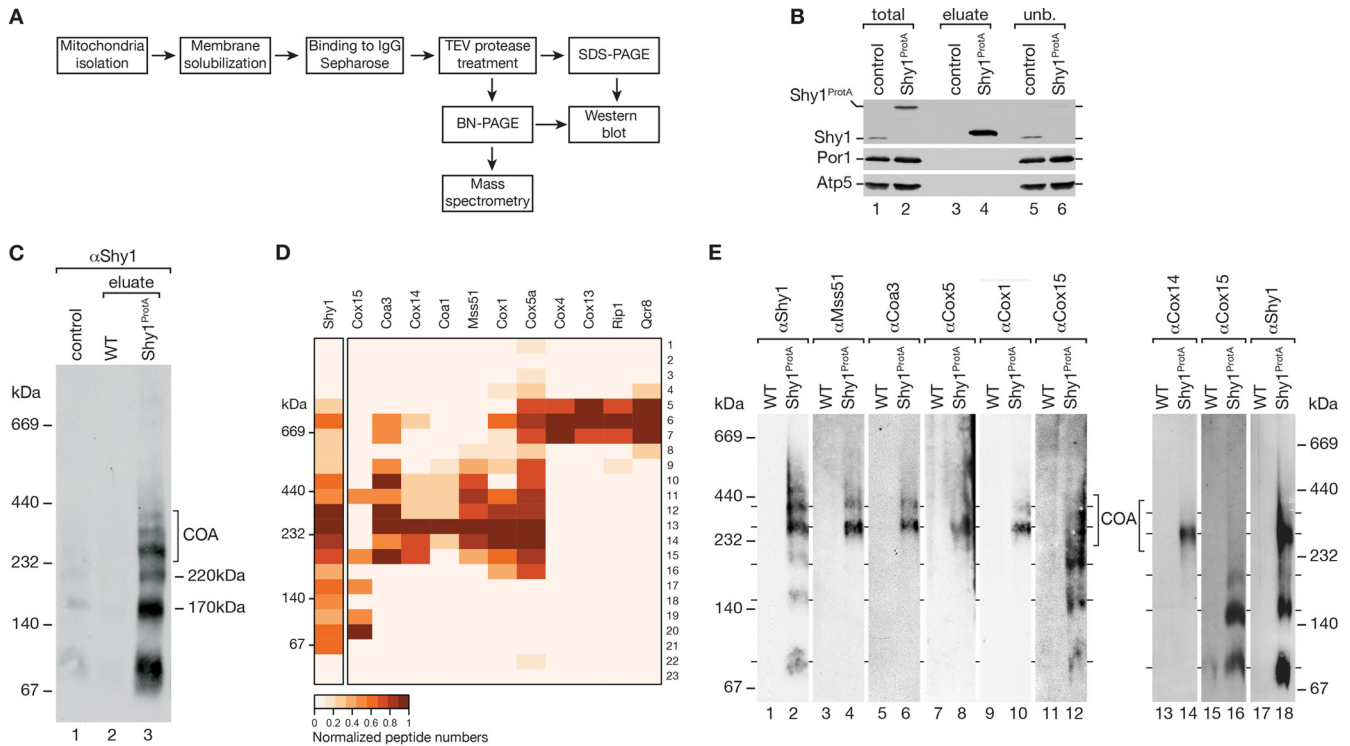 A
Mitochondria
isolation
Membrane
solubilization
Binding to IgG
Sepharose
TEV protease
treatment
SDS-PAGE
BN-PAGE
Western
blot
Mass
spectrometry
B
total eluate unb.
control Shy1ProtA control Shy1ProtA control Shy1ProtA
Shy1ProtA
Shy1
Por1
Atp5
1 2 3 4 5 6
C
αShy1
eluate
control WT Shy1ProtA
kDa
669
440
232
140
67
COA
220kDa
170kDa
1 2 3
D
Shy1 Cox15 Coa3 Cox14 Coa1 Mss51 Cox1 Cox5a Cox4 Cox13 Rip1 Qcr8
kDa
669
440
232
140
67
1
2
3
4
5
6
7
8
9
10
11
12
13
14
15
16
17
18
19
20
21
22
23
0 0.2 0.4 0.6 0.8 1
Normalized peptide numbers
E
αShy1 αMss51 αCoa3 αCox5 αCox1 αCox15 αCox14 αCox15 αShy1
WT Shy1ProtA WT Shy1ProtA WT Shy1ProtA WT Shy1ProtA WT Shy1ProtA WT Shy1ProtA WT Shy1ProtA WT Shy1ProtA WT Shy1ProtA
kDa
669
440
232
140
67
COA
kDa
669
440
232
140
67
1 2 3 4 5 6 7 8 9 10 11 12 13 14 15 16 17 18